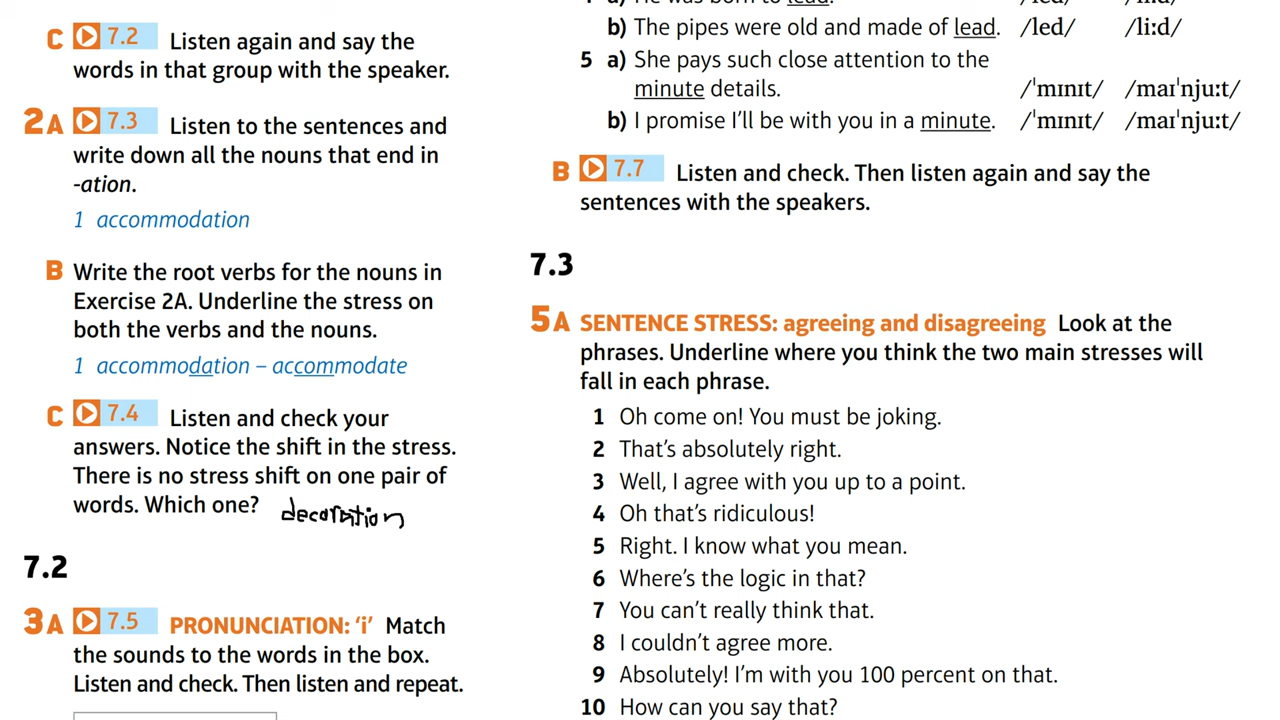 C 7.2 Listen again and say the
words in that group with the speaker.
2A 7.3 Listen to the sentences and
write down all the nouns that end in
-ation.
1 accommodation
B Write the root verbs for the nouns in
Exercise 2A. Underline the stress on
both the verbs and the nouns.
1 accommodation – accommodate
C 7.4 Listen and check your
answers. Notice the shift in the stress.
There is no stress shift on one pair of
words. Which one? decoration
7.2
3A 7.5 PRONUNCIATION: ‘i’ Match
the sounds to the words in the box.
Listen and check. Then listen and repeat.
b) The pipes were old and made of lead. /led/ /liːd/
5 a) She pays such close attention to the
minute details. /ˈmɪnɪt/ /maɪˈnjuːt/
b) I promise I’ll be with you in a minute. /ˈmɪnɪt/ /maɪˈnjuːt/
B 7.7 Listen and check. Then listen again and say the
sentences with the speakers.
7.3
5A SENTENCE STRESS: agreeing and disagreeing Look at the
phrases. Underline where you think the two main stresses will
fall in each phrase.
1 Oh come on! You must be joking.
2 That’s absolutely right.
3 Well, I agree with you up to a point.
4 Oh that’s ridiculous!
5 Right. I know what you mean.
6 Where’s the logic in that?
7 You can’t really think that.
8 I couldn’t agree more.
9 Absolutely! I’m with you 100 percent on that.
10 How can you say that?